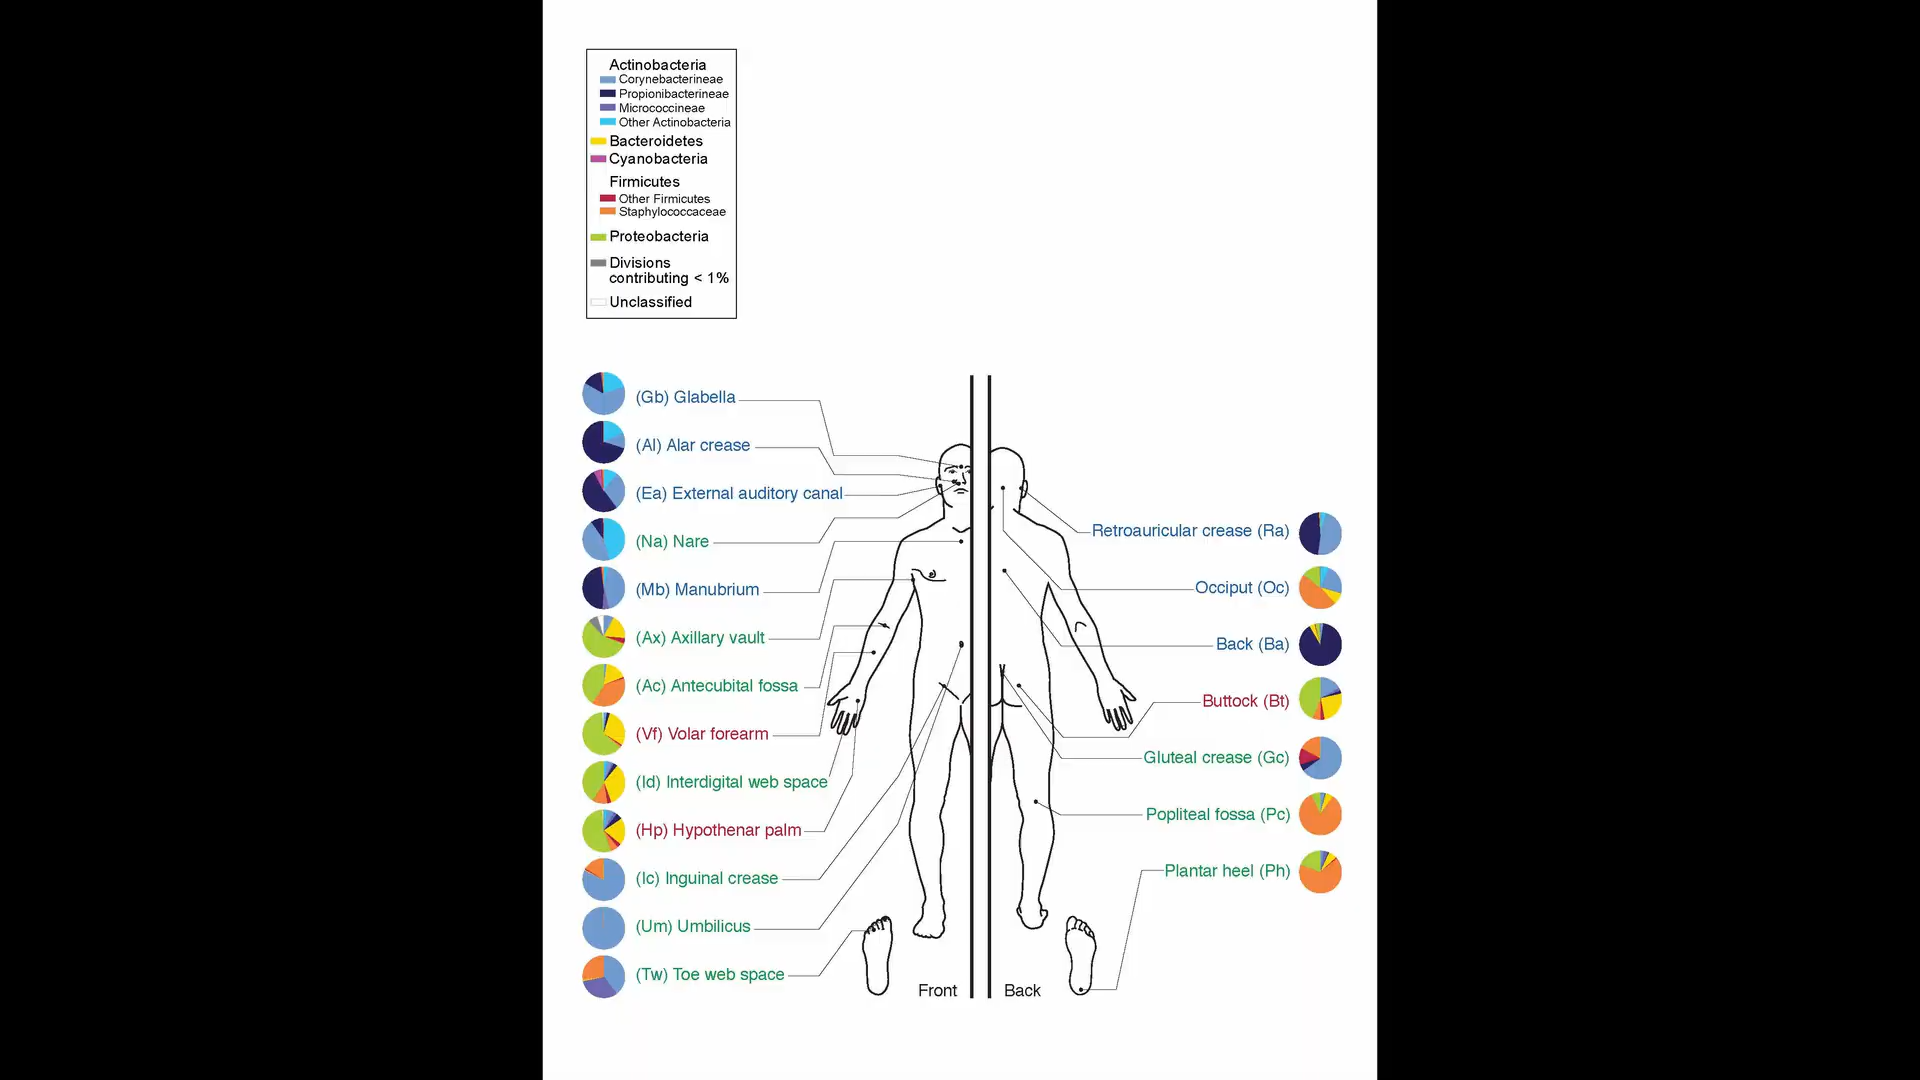 Actinobacteria
Corynebacterineae
Propionibacterineae
Micrococcineae
Other Actinobacteria
Bacteroidetes
Cyanobacteria
Firmicutes
Other Firmicutes
Staphylococcaceae
Proteobacteria
Divisions
contributing < 1%
Unclassified
(Gb) Glabella
(Al) Alar crease
(Ea) External auditory canal
(Na) Nare
(Mb) Manubrium
(Ax) Axillary vault
(Ac) Antecubital fossa
(Vf) Volar forearm
(Id) Interdigital web space
(Hp) Hypothenar palm
(Ic) Inguinal crease
(Um) Umbilicus
(Tw) Toe web space
Front
Back
Retroauricular crease (Ra)
Occiput (Oc)
Back (Ba)
Buttock (Bt)
Gluteal crease (Gc)
Popliteal fossa (Pc)
Plantar heel (Ph)